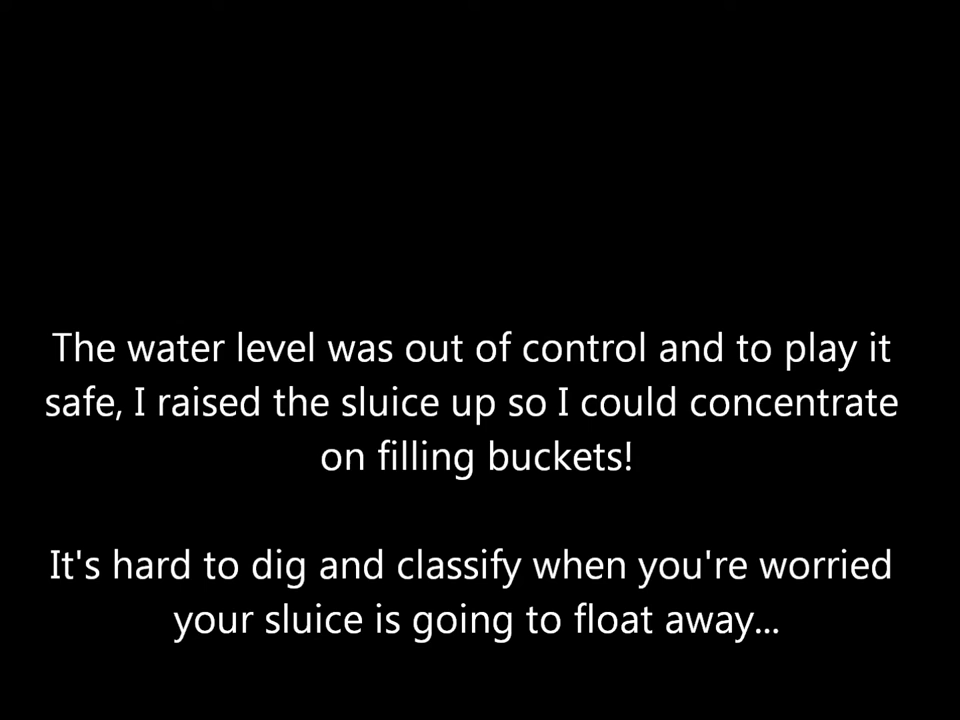 The water level was out of control and to play it
safe, I raised the sluice up so I could concentrate
on filling buckets!
It's hard to dig and classify when you're worried
your sluice is going to float away...